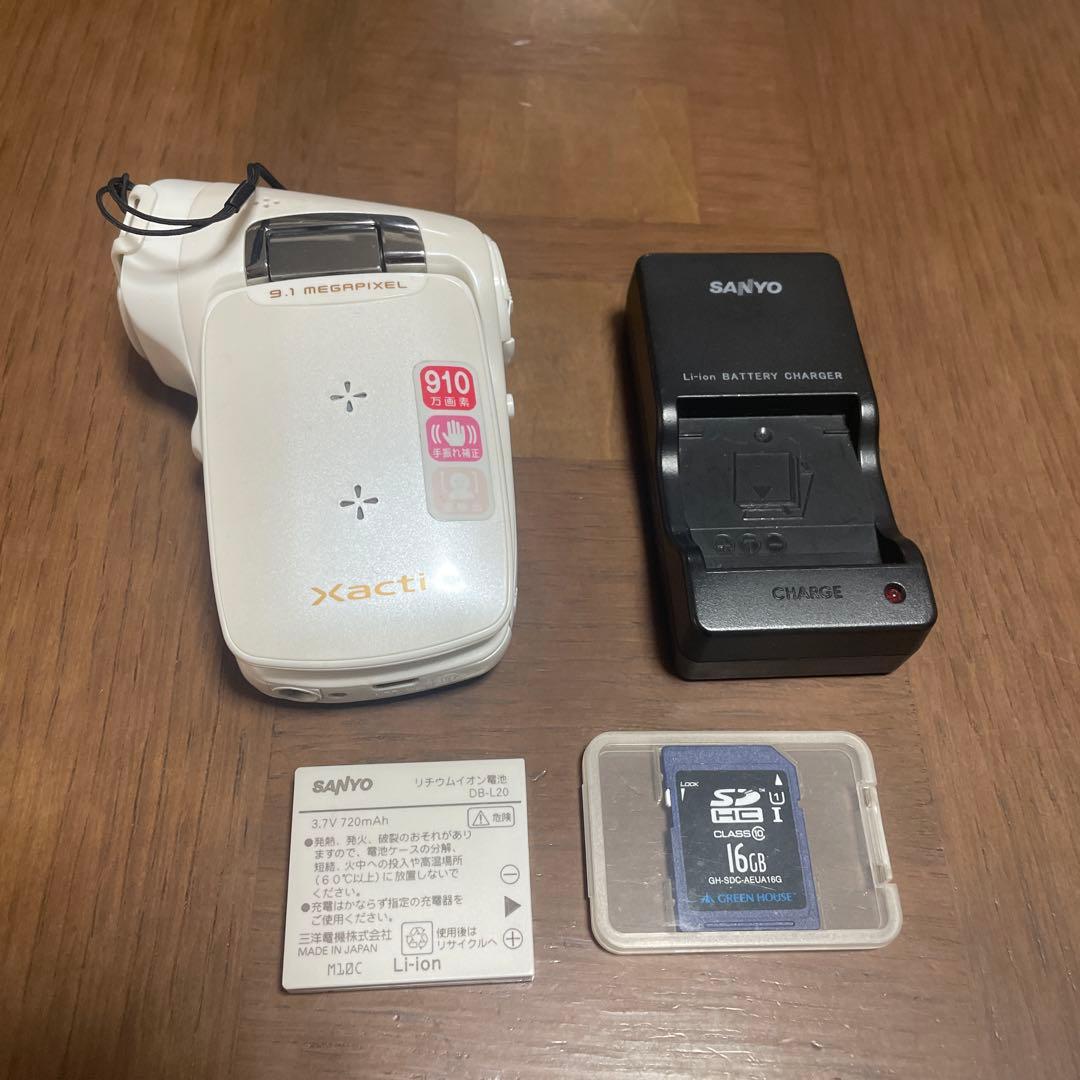 9.1 MEGAPIXEL
910
万画素
手振れ補正
Xacti
SANYO
Li-ion BATTERY CHARGER
CHARGE
SANYO
リチウムイオン電池
DB-L20
3.7V 720mAh
危険
●発熱、発火、破裂のおそれがあり
ますので、電池ケースの分解、
短絡、火中への投入や高温場所
(60℃以上)に放置しないで
ください。
●充電はかならず指定の充電器を
ご使用ください。
三洋電機株式会社
MADE IN JAPAN
使用後は
リサイクルへ
M10C
Li-ion
LOCK
SD HC I
CLASS 10
16GB
GH-SDC-AEUA16G
GREEN HOUSE